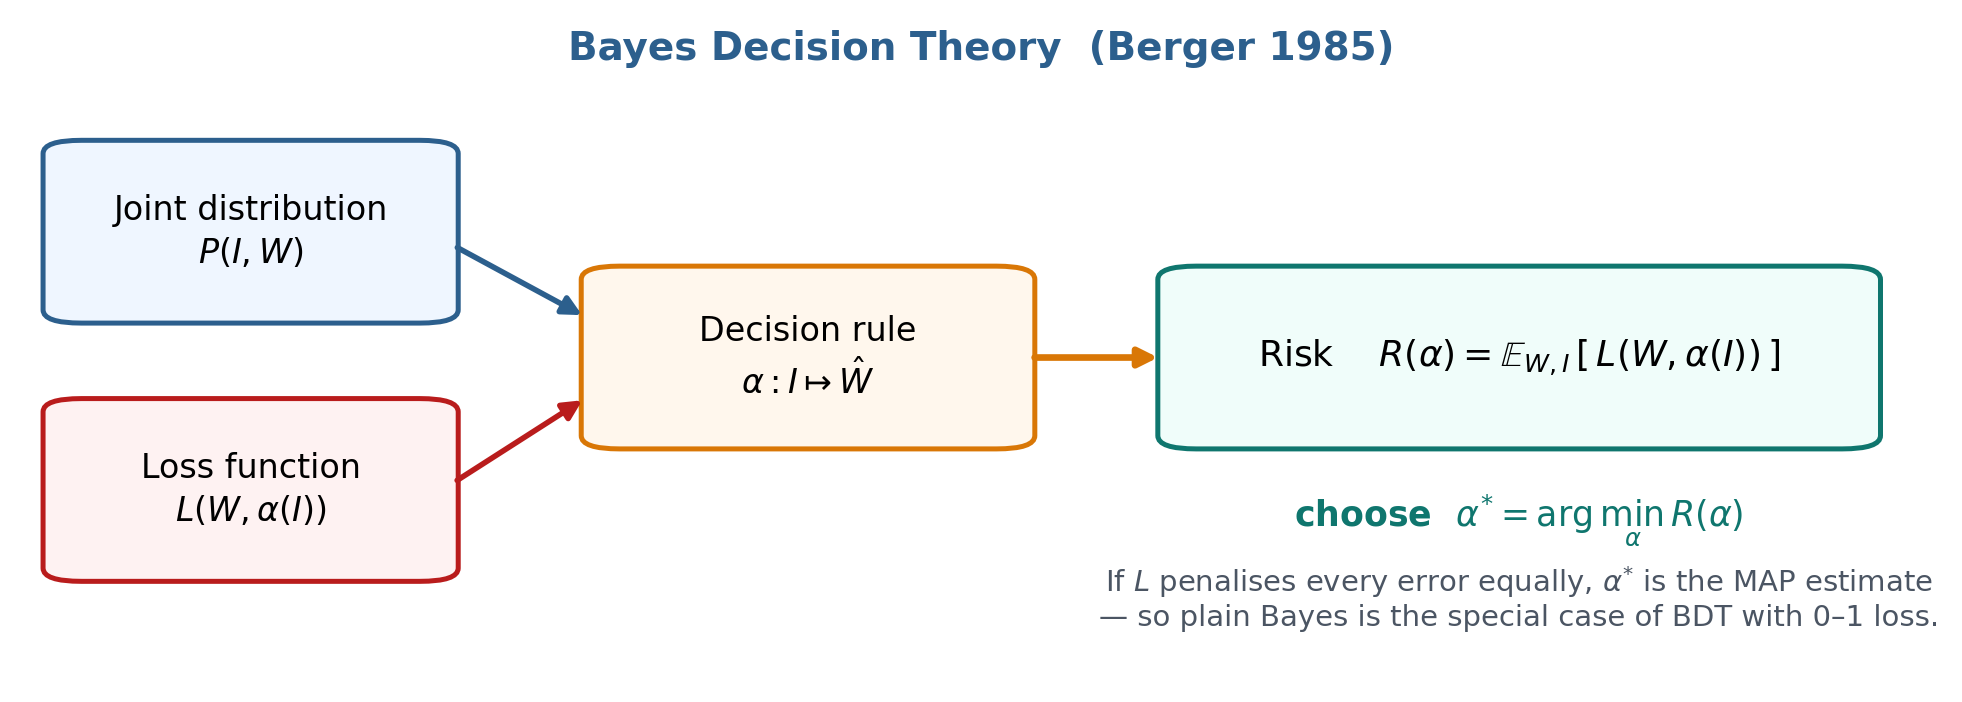 Bayes Decision Theory (Berger 1985)
Joint distribution
P(I, W)
Loss function
L(W, α(I))
Decision rule
α : I ↦ Ŵ
Risk R(α) = 𝔼_{W,I} [ L(W, α(I)) ]
choose α* = arg min_α R(α)
If L penalises every error equally, α* is the MAP estimate
— so plain Bayes is the special case of BDT with 0–1 loss.